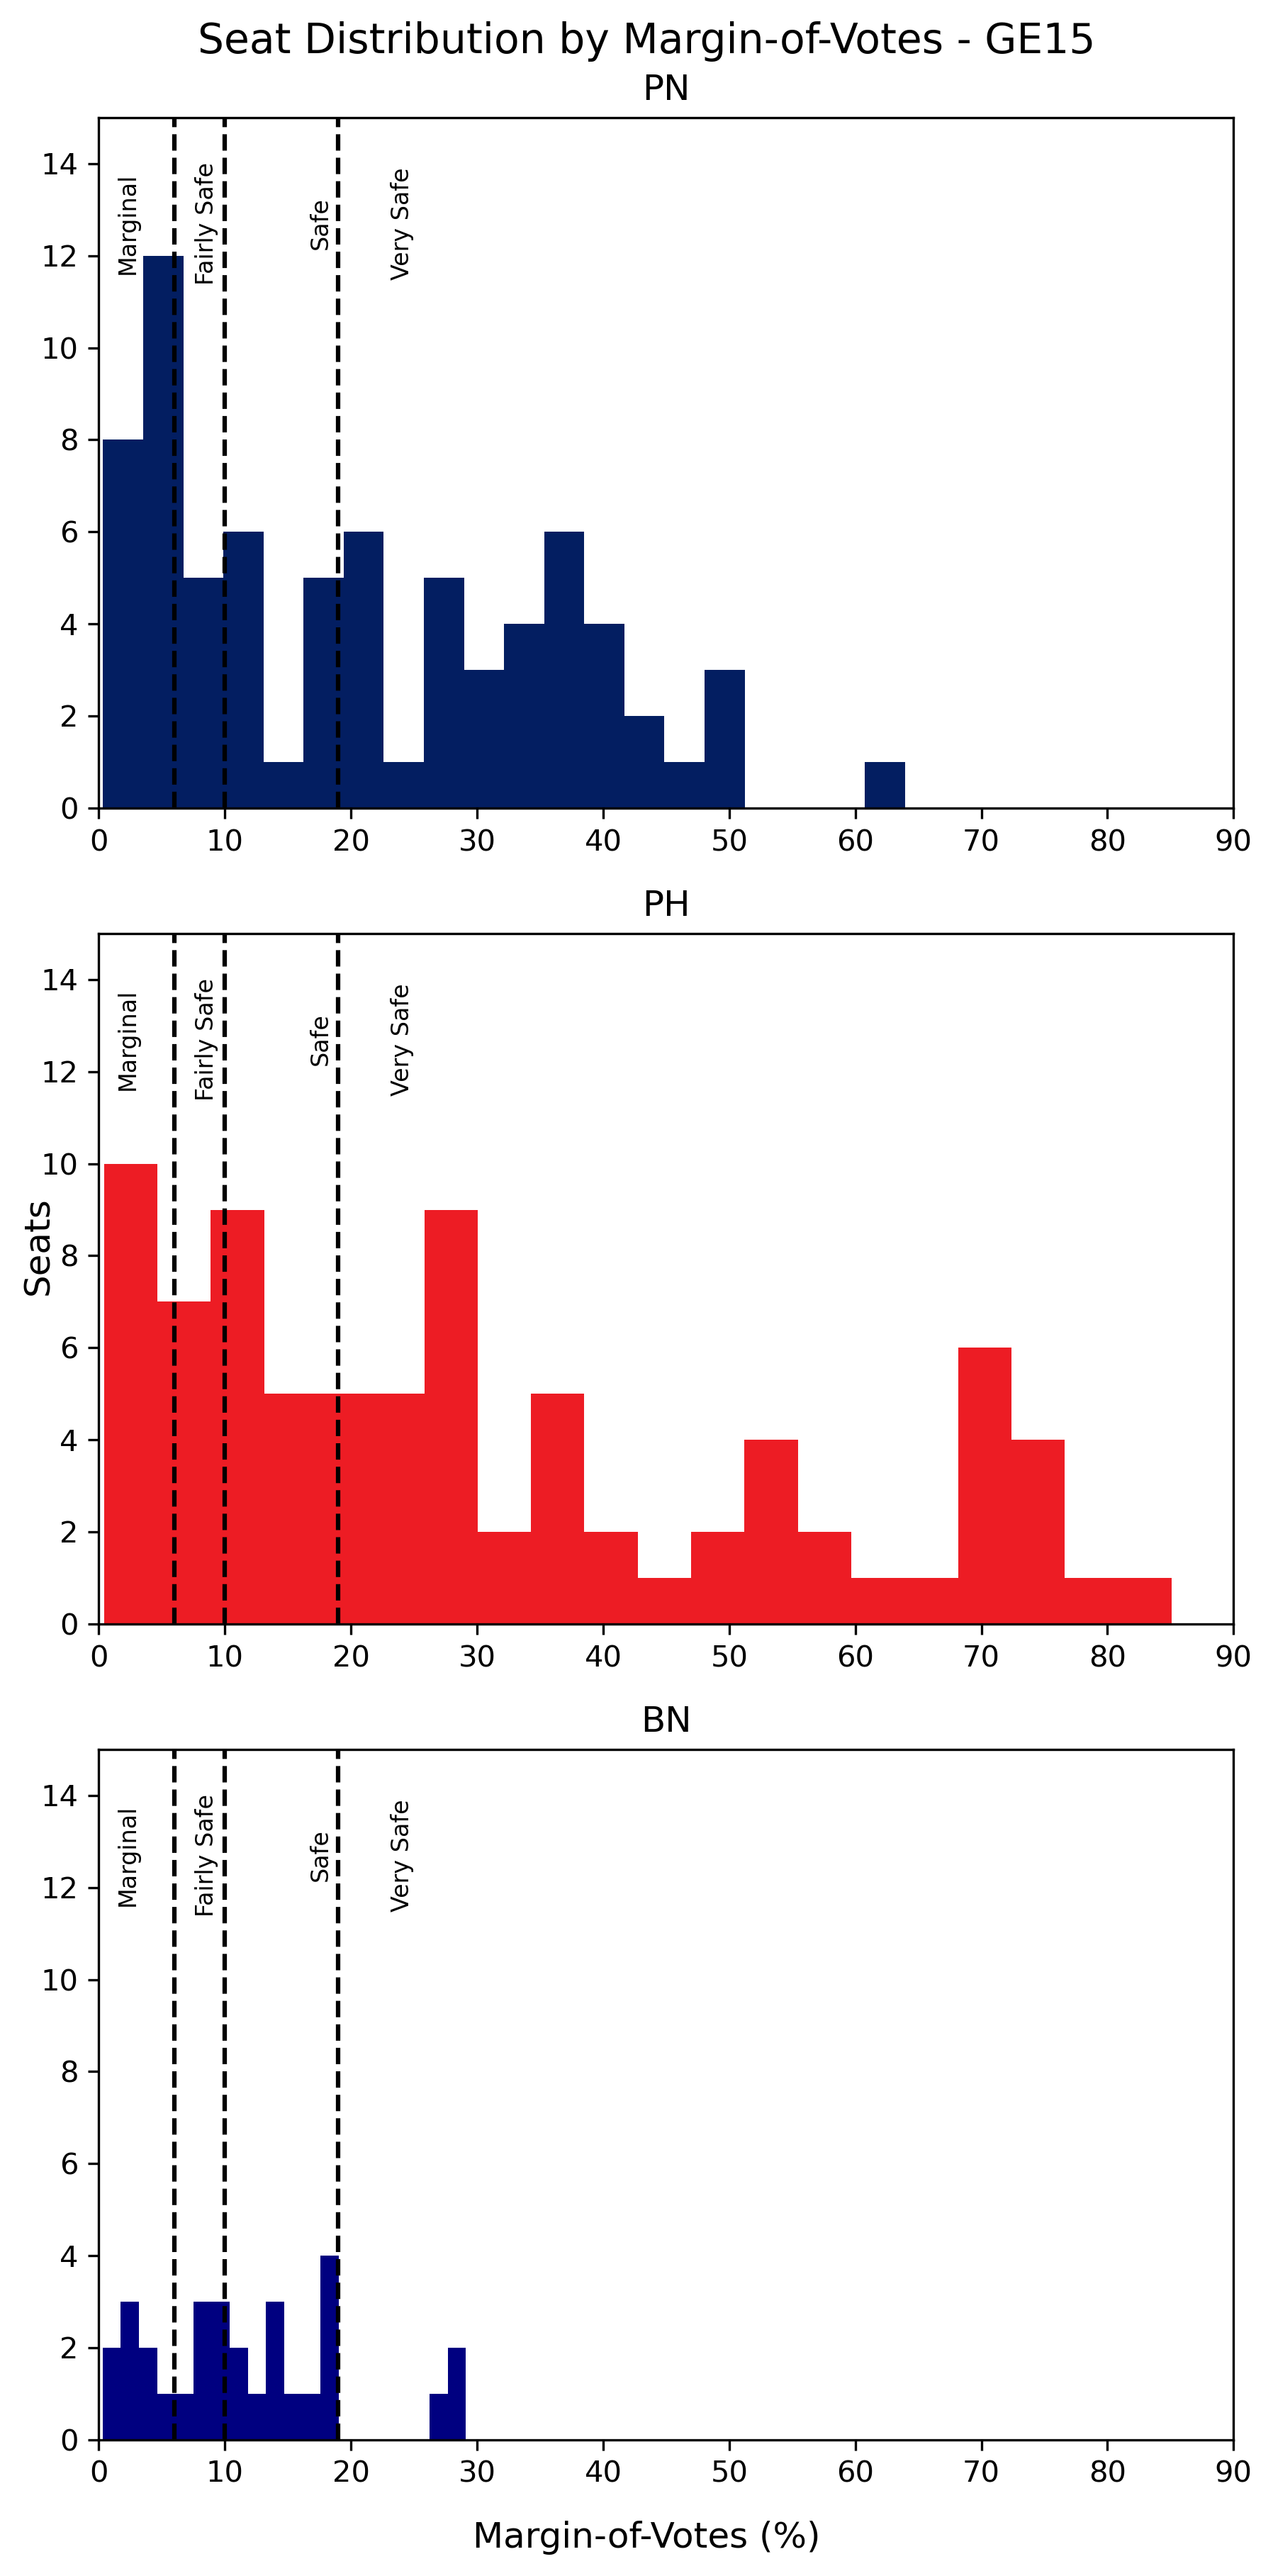 Seat Distribution by Margin-of-Votes - GE15
PN
14
12
10
8
6
4
2
0
Marginal
Fairly Safe
Safe
Very Safe
0 10 20 30 40 50 60 70 80 90
PH
Seats
14
12
10
8
6
4
2
0
Marginal
Fairly Safe
Safe
Very Safe
0 10 20 30 40 50 60 70 80 90
BN
14
12
10
8
6
4
2
0
Marginal
Fairly Safe
Safe
Very Safe
0 10 20 30 40 50 60 70 80 90
Margin-of-Votes (%)